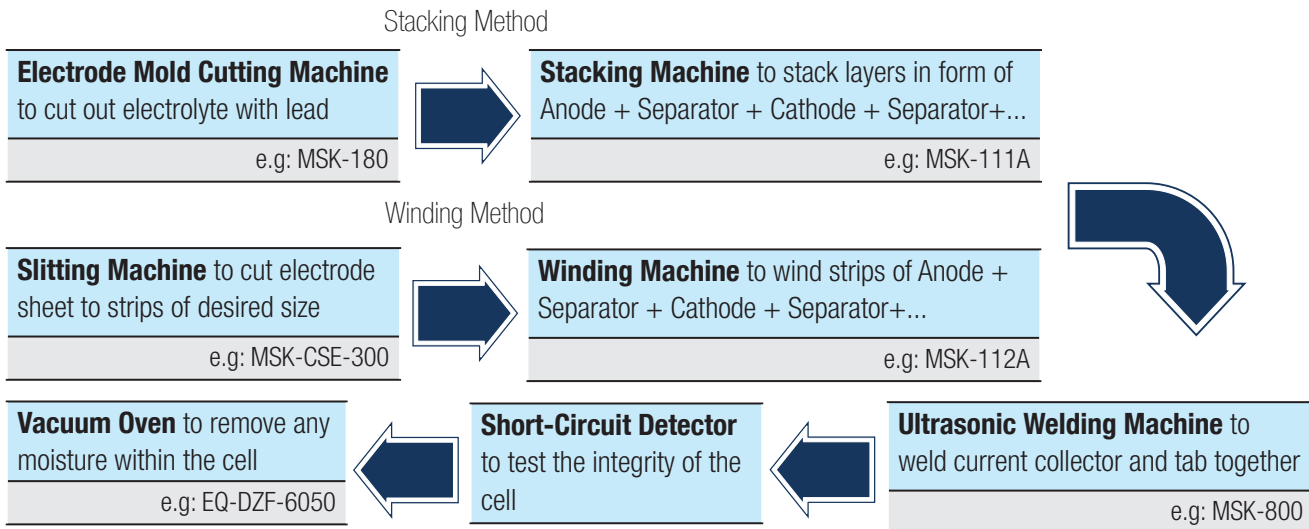 Stacking Method
Electrode Mold Cutting Machine
to cut out electrolyte with lead
e.g: MSK-180
Stacking Machine to stack layers in form of
Anode + Separator + Cathode + Separator+...
e.g: MSK-111A
Winding Method
Slitting Machine to cut electrode
sheet to strips of desired size
e.g: MSK-CSE-300
Winding Machine to wind strips of Anode +
Separator + Cathode + Separator+...
e.g: MSK-112A
Ultrasonic Welding Machine to
weld current collector and tab together
e.g: MSK-800
Short-Circuit Detector
to test the integrity of the
cell
Vacuum Oven to remove any
moisture within the cell
e.g: EQ-DZF-6050